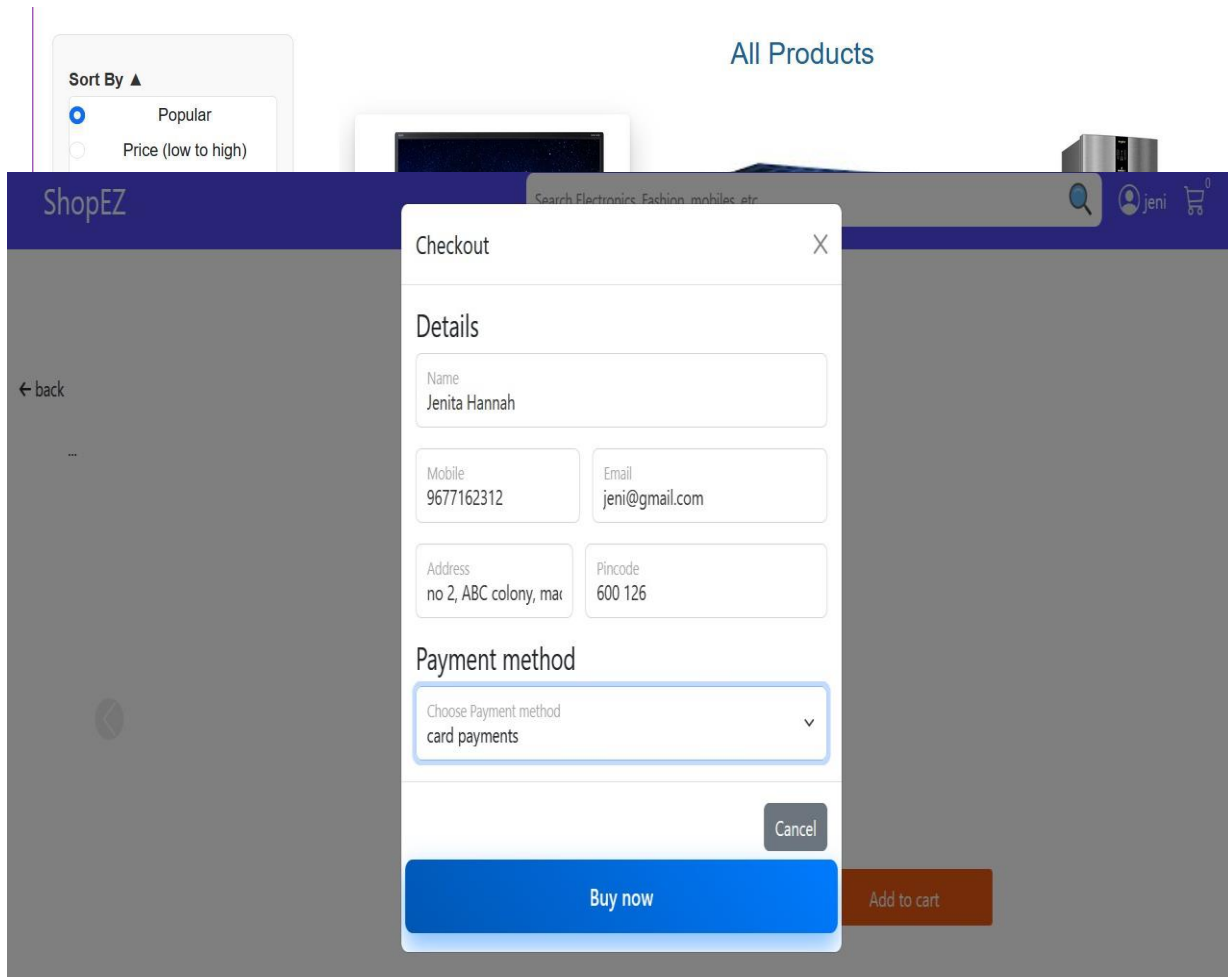 All Products
Sort By ▲
Popular
Price (low to high)
ShopEZ
Search Electronics, Fashion, mobiles, etc
jeni
0
Checkout
X
Details
← back
Name
Jenita Hannah
...
Mobile
9677162312
Email
jeni@gmail.com
Address
no 2, ABC colony,
Pincode
600 126
Payment method
Choose Payment method
card payments
Cancel
Buy now
Add to cart